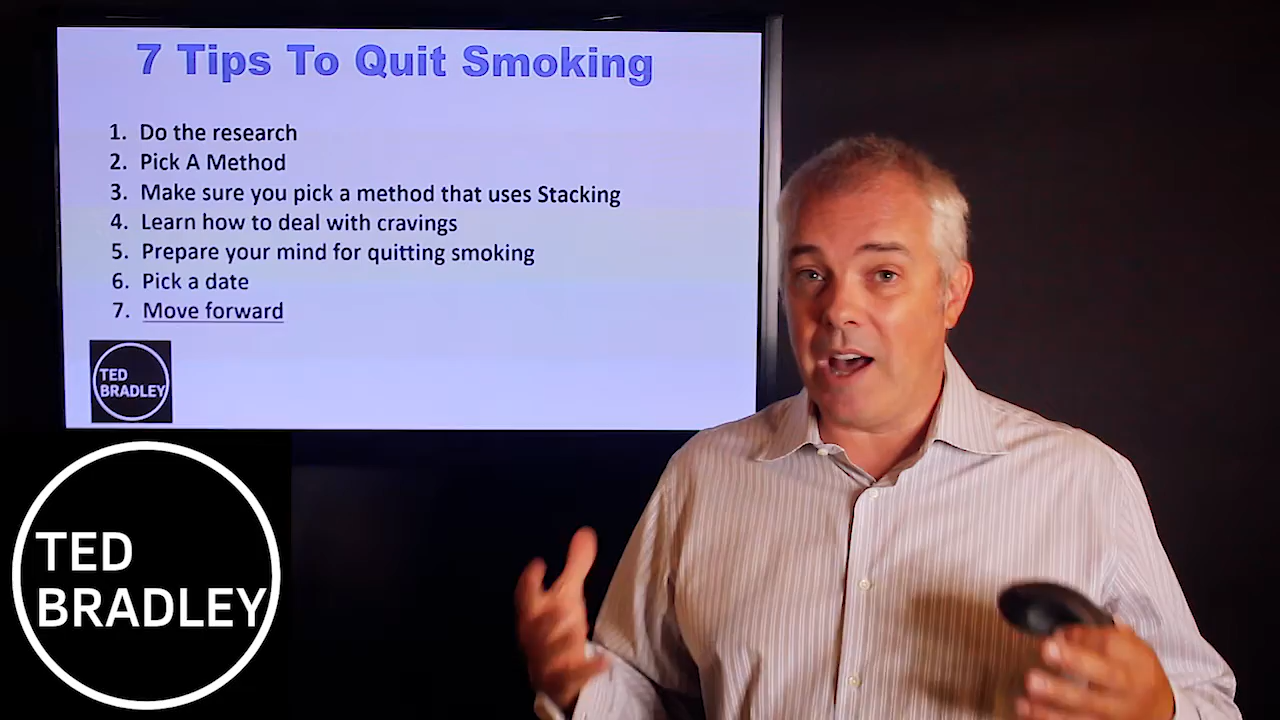 7 Tips To Quit Smoking
1. Do the research
2. Pick A Method
3. Make sure you pick a method that uses Stacking
4. Learn how to deal with cravings
5. Prepare your mind for quitting smoking
6. Pick a date
7. Move forward
TED
BRADLEY
TED
BRADLEY